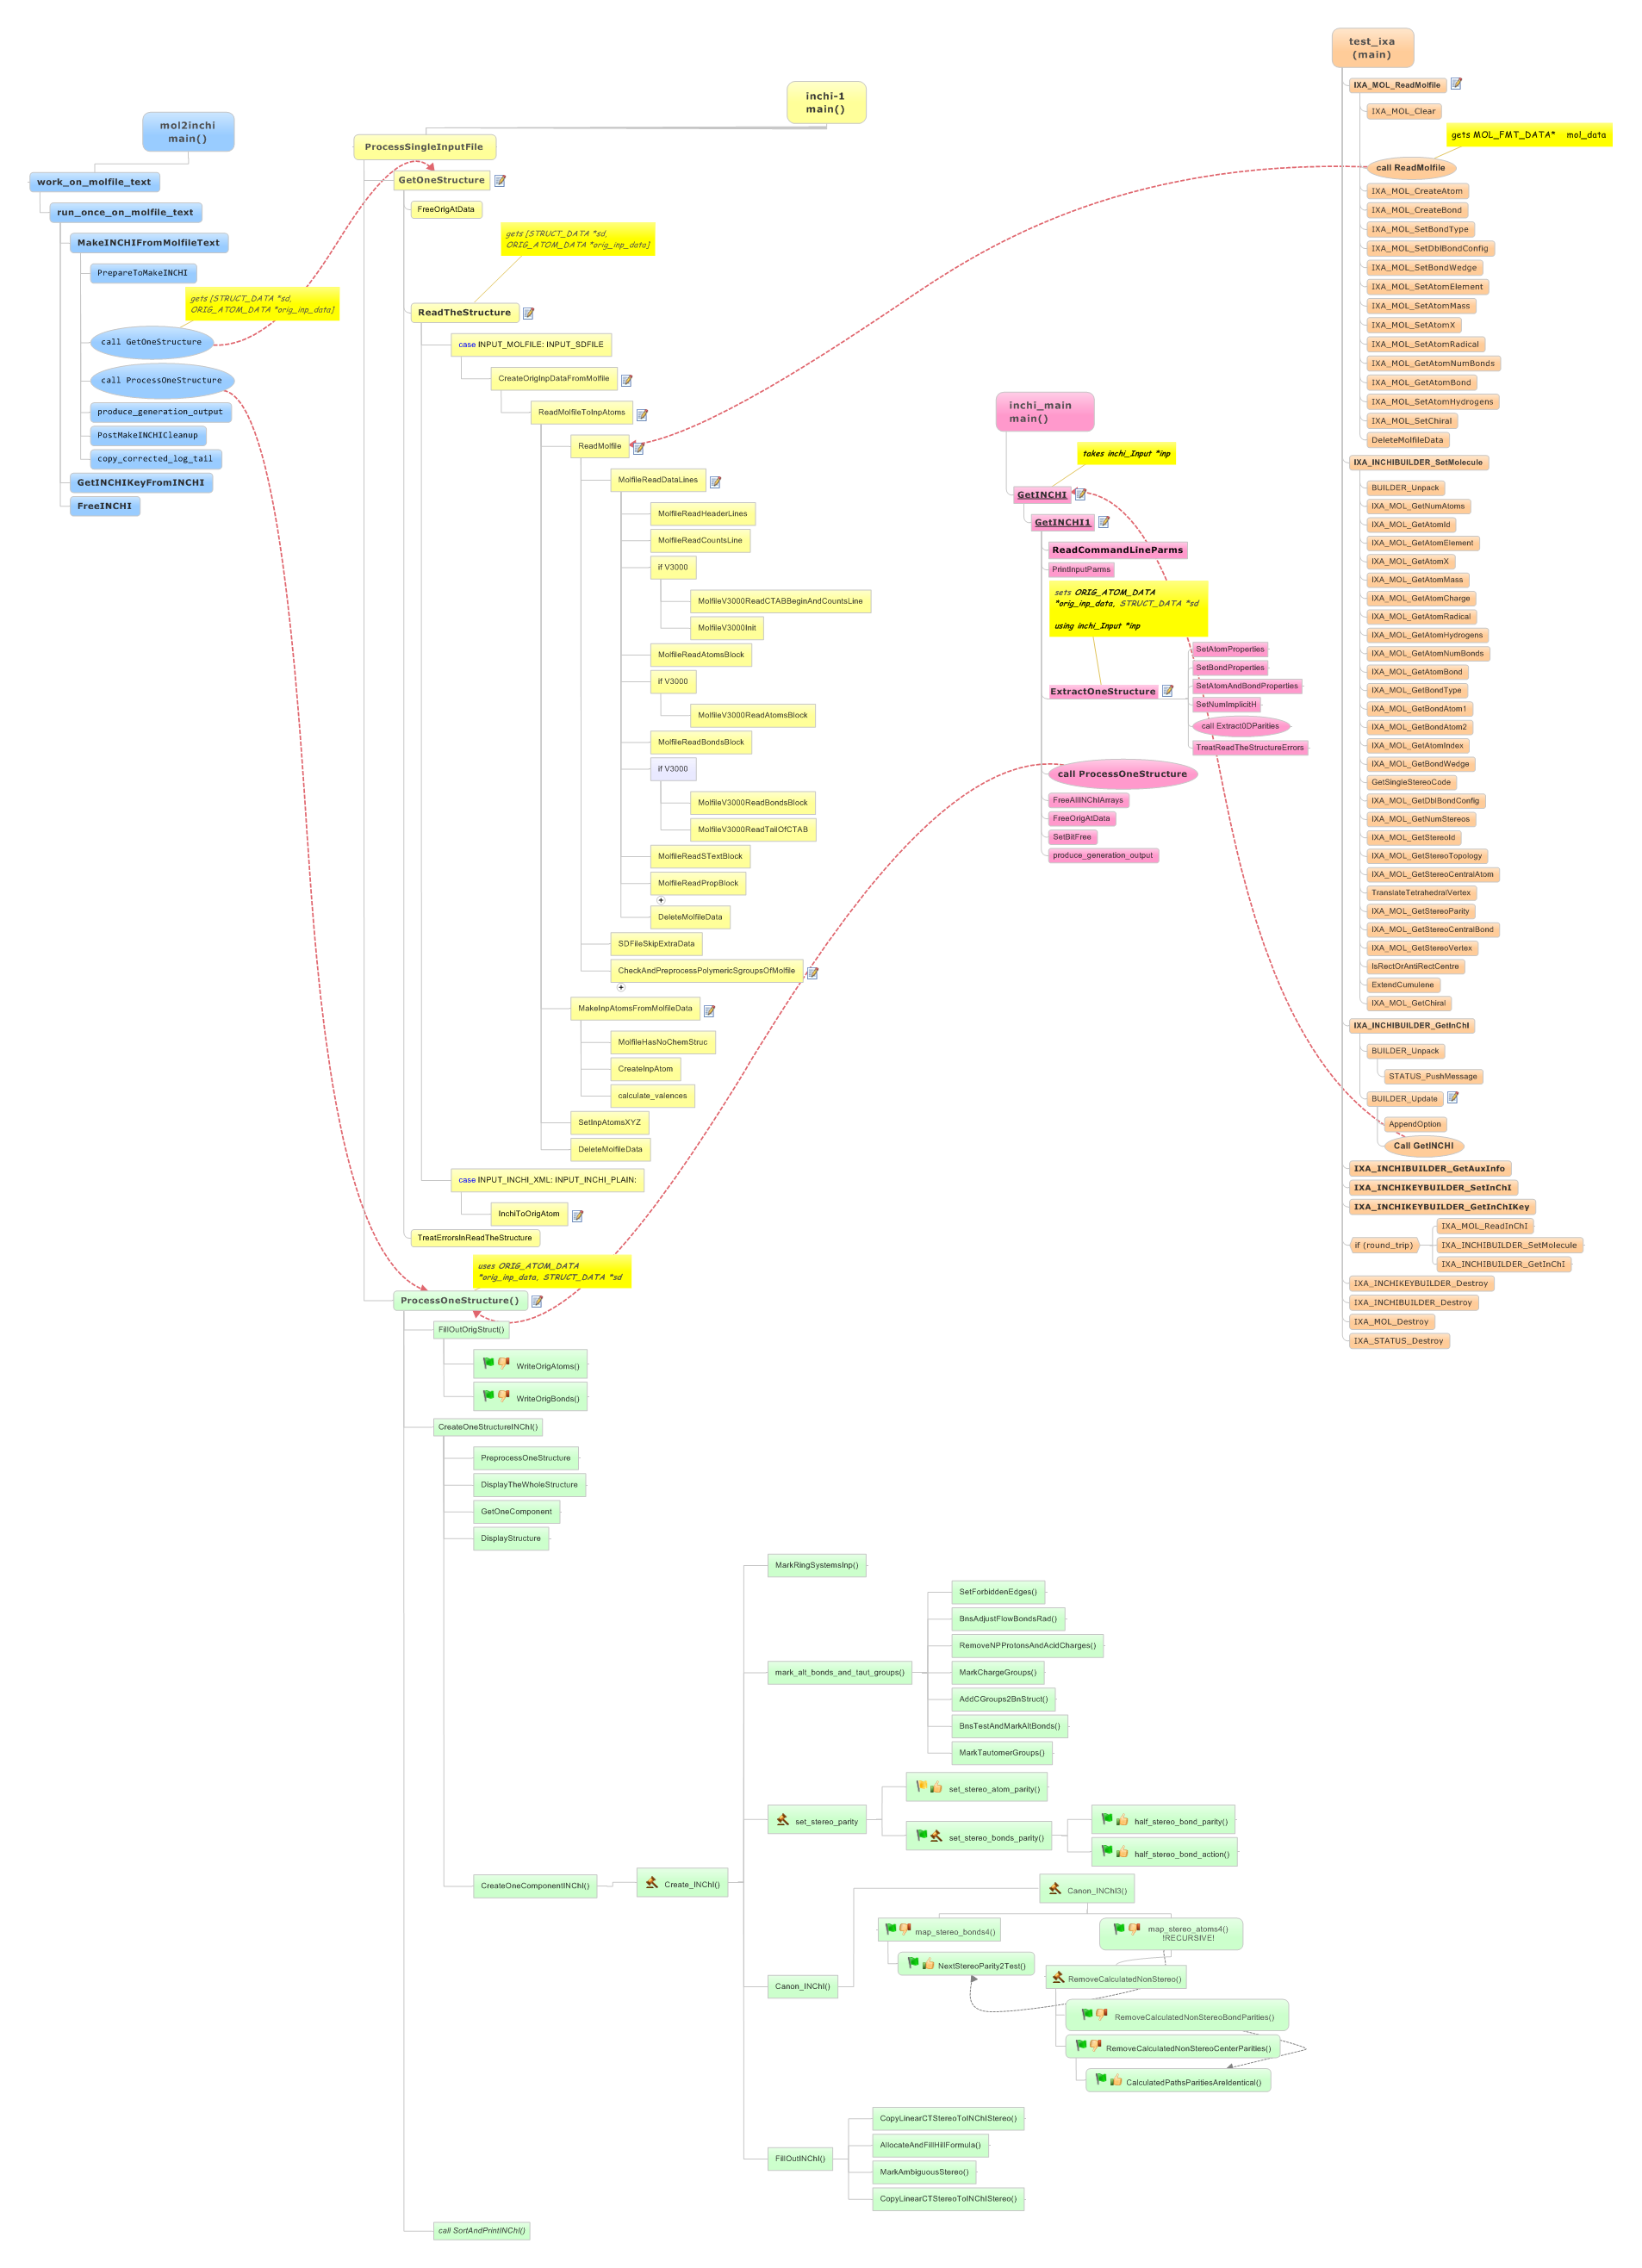 mol2inchi
main()
work_on_molfile_text
run_once_on_molfile_text
MakeINCHIFromMolfileText
PrepareToMakeINCHI
gets [STRUCT_DATA *sd,
ORIG_ATOM_DATA *orig_inp_data]
call GetOneStructure
call ProcessOneStructure
produce_generation_output
PostMakeINCHICleanup
copy_corrected_log_tail
GetINCHIKeyFromINCHI
FreeINCHI
inchi-1
main()
ProcessSingleInputFile
GetOneStructure
FreeOrigAtData
gets [STRUCT_DATA *sd,
ORIG_ATOM_DATA *orig_inp_data]
ReadTheStructure
case INPUT_MOLFILE: INPUT_SDFILE
CreateOrigInpDataFromMolfile
ReadMolfileToInpAtoms
ReadMolfile
MolfileReadDataLines
MolfileReadHeaderLines
MolfileReadCountsLine
if V3000
MolfileV3000ReadCTABBeginAndCountsLine
MolfileV3000Init
MolfileReadAtomsBlock
if V3000
MolfileV3000ReadAtomsBlock
MolfileReadBondsBlock
if V3000
MolfileV3000ReadBondsBlock
MolfileV3000ReadTailOfCTAB
MolfileReadSTextBlock
MolfileReadPropBlock
DeleteMolfileData
SDFileSkipExtraData
CheckAndPreprocessPolymericSgroupsOfMolfile
MakeInpAtomsFromMolfileData
MolfileHasNoChemStruc
CreateInpAtom
calculate_valences
SetInpAtomsXYZ
DeleteMolfileData
case INPUT_INCHI_XML: INPUT_INCHI_PLAIN:
InchiToOrigAtom
TreatErrorsInReadTheStructure
uses ORIG_ATOM_DATA
*orig_inp_data, STRUCT_DATA *sd
ProcessOneStructure()
FillOutOrigStruct()
WriteOrigAtoms()
WriteOrigBonds()
CreateOneStructureINChI()
PreprocessOneStructure
DisplayTheWholeStructure
GetOneComponent
DisplayStructure
CreateOneComponentINChI()
Create_INChI()
MarkRingSystemsInp()
mark_alt_bonds_and_taut_groups()
SetForbiddenEdges()
BnsAdjustFlowBondsRad()
RemoveNPProtonsAndAcidCharges()
MarkChargeGroups()
AddCGroups2BnStruct()
BnsTestAndMarkAltBonds()
MarkTautomerGroups()
set_stereo_parity
set_stereo_atom_parity()
set_stereo_bonds_parity()
half_stereo_bond_parity()
half_stereo_bond_action()
Canon_INChI()
Canon_INChI3()
map_stereo_bonds4()
NextStereoParity2Test()
map_stereo_atoms4()
!RECURSIVE!
RemoveCalculatedNonStereo()
RemoveCalculatedNonStereoBondParities()
RemoveCalculatedNonStereoCenterParities()
CalculatedPathsParitiesAreIdentical()
FillOutINChI()
CopyLinearCTStereoToINChIStereo()
AllocateAndFillHillFormula()
MarkAmbiguousStereo()
CopyLinearCTStereoToINChIStereo()
call SortAndPrintINChI()
inchi_main
main()
takes inchi_Input *inp
GetINCHI
GetINCHI1
ReadCommandLineParms
PrintInputParms
sets ORIG_ATOM_DATA
*orig_inp_data, STRUCT_DATA *sd
using inchi_Input *inp
ExtractOneStructure
SetAtomProperties
SetBondProperties
SetAtomAndBondProperties
SetNumImplicitH
call Extract0DParities
TreatReadTheStructureErrors
call ProcessOneStructure
FreeAllINChIArrays
FreeOrigAtData
SetBitFree
produce_generation_output
test_ixa
(main)
IXA_MOL_ReadMolfile
IXA_MOL_Clear
gets MOL_FMT_DATA* mol_data
call ReadMolfile
IXA_MOL_CreateAtom
IXA_MOL_CreateBond
IXA_MOL_SetBondType
IXA_MOL_SetDblBondConfig
IXA_MOL_SetBondWedge
IXA_MOL_SetAtomElement
IXA_MOL_SetAtomMass
IXA_MOL_SetAtomX
IXA_MOL_SetAtomRadical
IXA_MOL_GetAtomNumBonds
IXA_MOL_GetAtomBond
IXA_MOL_SetAtomHydrogens
IXA_MOL_SetChiral
DeleteMolfileData
IXA_INCHIBUILDER_SetMolecule
BUILDER_Unpack
IXA_MOL_GetNumAtoms
IXA_MOL_GetAtomId
IXA_MOL_GetAtomElement
IXA_MOL_GetAtomX
IXA_MOL_GetAtomMass
IXA_MOL_GetAtomCharge
IXA_MOL_GetAtomRadical
IXA_MOL_GetAtomHydrogens
IXA_MOL_GetAtomNumBonds
IXA_MOL_GetAtomBond
IXA_MOL_GetBondType
IXA_MOL_GetBondAtom1
IXA_MOL_GetBondAtom2
IXA_MOL_GetAtomIndex
IXA_MOL_GetBondWedge
GetSingleStereoCode
IXA_MOL_GetDblBondConfig
IXA_MOL_GetNumStereos
IXA_MOL_GetStereoId
IXA_MOL_GetStereoTopology
IXA_MOL_GetStereoCentralAtom
TranslateTetrahedralVertex
IXA_MOL_GetStereoParity
IXA_MOL_GetStereoCentralBond
IXA_MOL_GetStereoVertex
IsRectOrAntiRectCentre
ExtendCumulene
IXA_MOL_GetChiral
IXA_INCHIBUILDER_GetInChI
BUILDER_Unpack
STATUS_PushMessage
BUILDER_Update
AppendOption
Call GetINCHI
IXA_INCHIBUILDER_GetAuxInfo
IXA_INCHIKEYBUILDER_SetInChI
IXA_INCHIKEYBUILDER_GetInChIKey
if (round_trip)
IXA_MOL_ReadInChI
IXA_INCHIBUILDER_SetMolecule
IXA_INCHIBUILDER_GetInChI
IXA_INCHIKEYBUILDER_Destroy
IXA_INCHIBUILDER_Destroy
IXA_MOL_Destroy
IXA_STATUS_Destroy